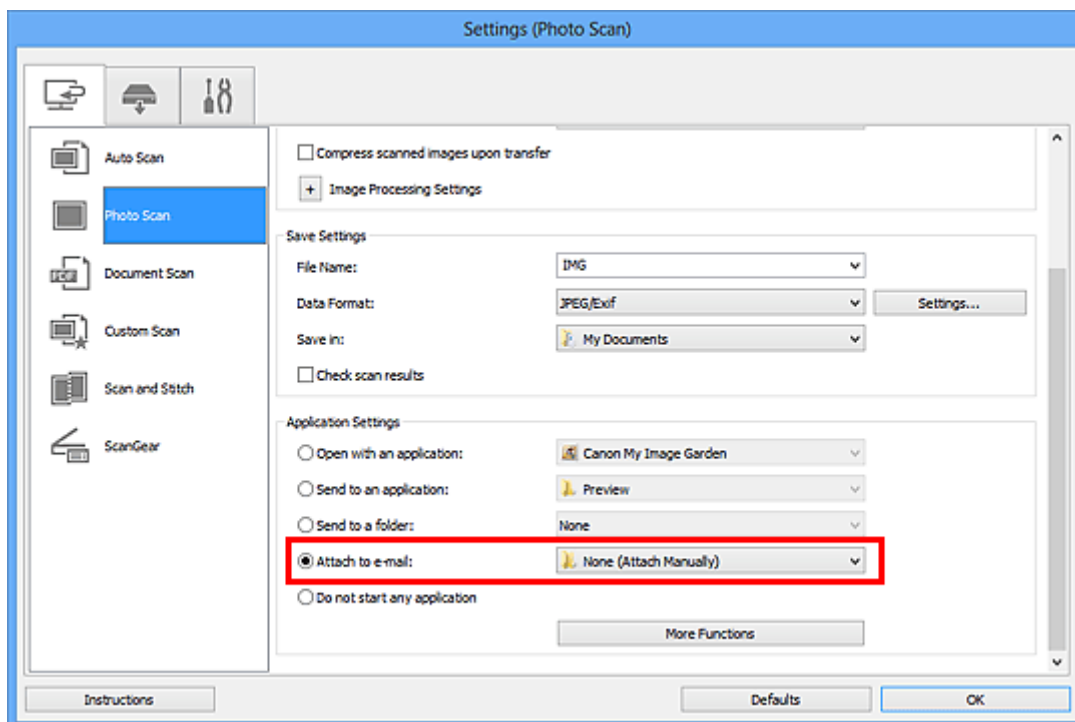 Settings (Photo Scan)
Auto Scan
Photo Scan
Document Scan
Custom Scan
Scan and Stitch
ScanGear
Compress scanned images upon transfer
+ Image Processing Settings
Save Settings
File Name: IMG
Data Format: JPEG/Exif Settings...
Save in: My Documents
Check scan results
Application Settings
Open with an application: Canon My Image Garden
Send to an application: Preview
Send to a folder: None
Attach to e-mail: None (Attach Manually)
Do not start any application
More Functions
Instructions Defaults OK